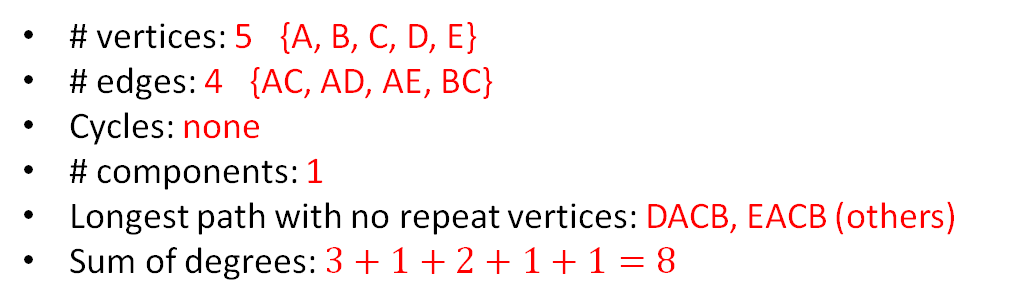 • # vertices: 5 {A, B, C, D, E}
• # edges: 4 {AC, AD, AE, BC}
• Cycles: none
• # components: 1
• Longest path with no repeat vertices: DACB, EACB (others)
• Sum of degrees: 3 + 1 + 2 + 1 + 1 = 8